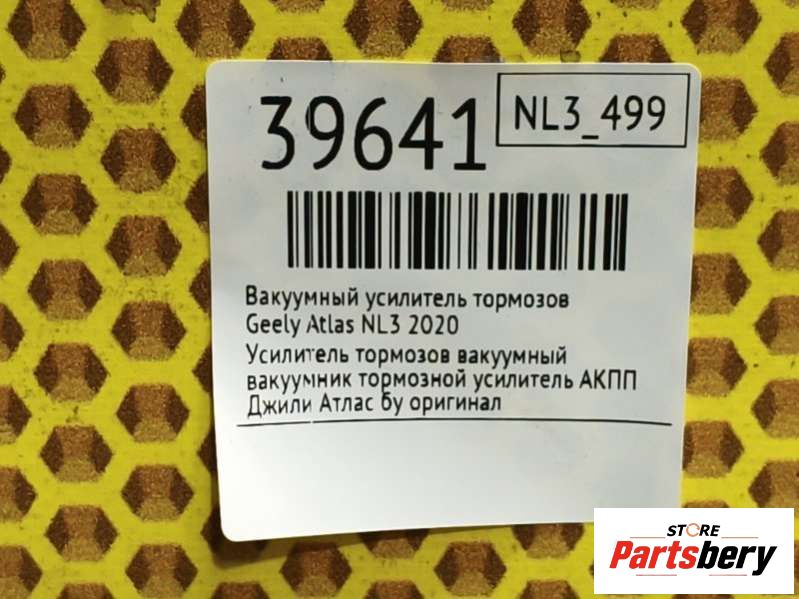 39641
NL3_499
Вакуумный усилитель тормозов
Geely Atlas NL3 2020
Усилитель тормозов вакуумный
вакуумник тормозной усилитель АКПП
Джили Атлас бу оригинал
STORE
Partsbery